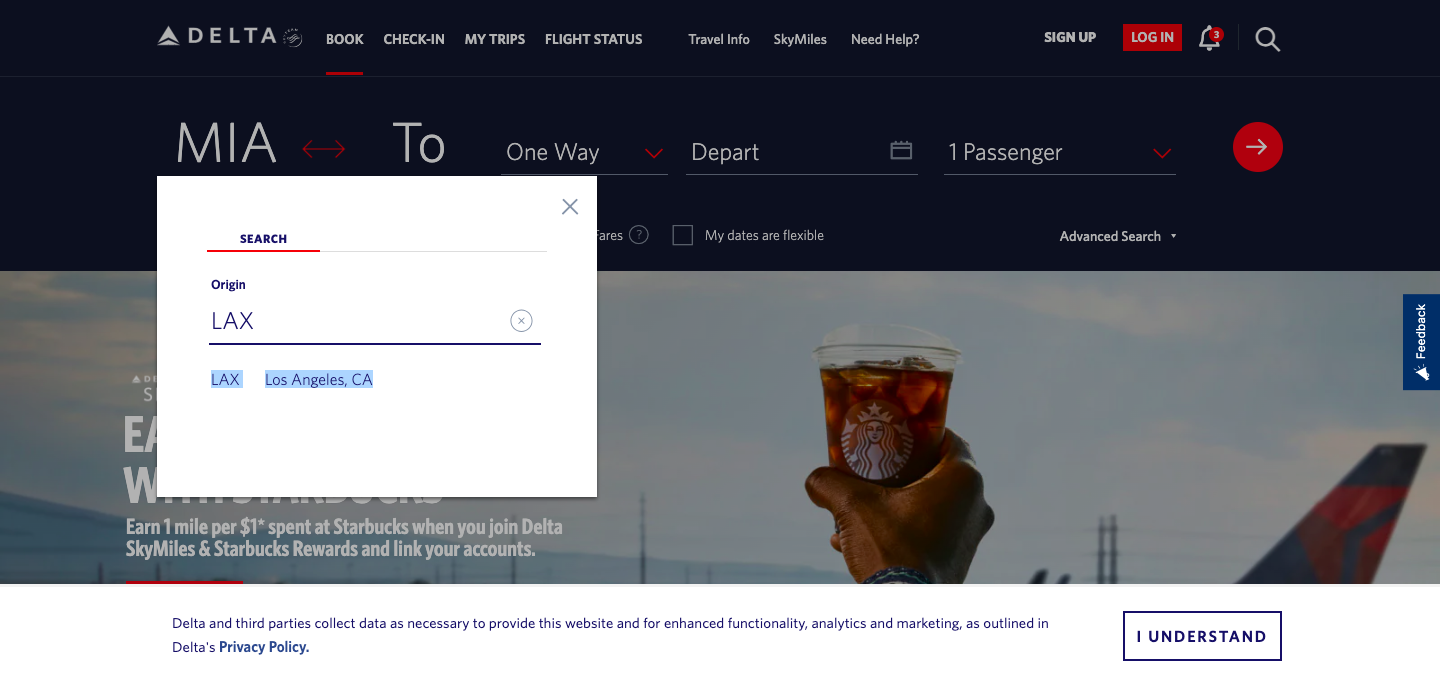 DELTA
BOOK CHECK-IN MY TRIPS FLIGHT STATUS Travel Info SkyMiles Need Help? SIGN UP LOG IN 3
MIA To One Way Depart 1 Passenger
Fares ? My dates are flexible Advanced Search
SEARCH
Origin
LAX
LAX Los Angeles, CA
Earn 1 mile per $1* spent at Starbucks when you join Delta
SkyMiles & Starbucks Rewards and link your accounts.
Feedback
Delta and third parties collect data as necessary to provide this website and for enhanced functionality, analytics and marketing, as outlined in
Delta's Privacy Policy.
I UNDERSTAND